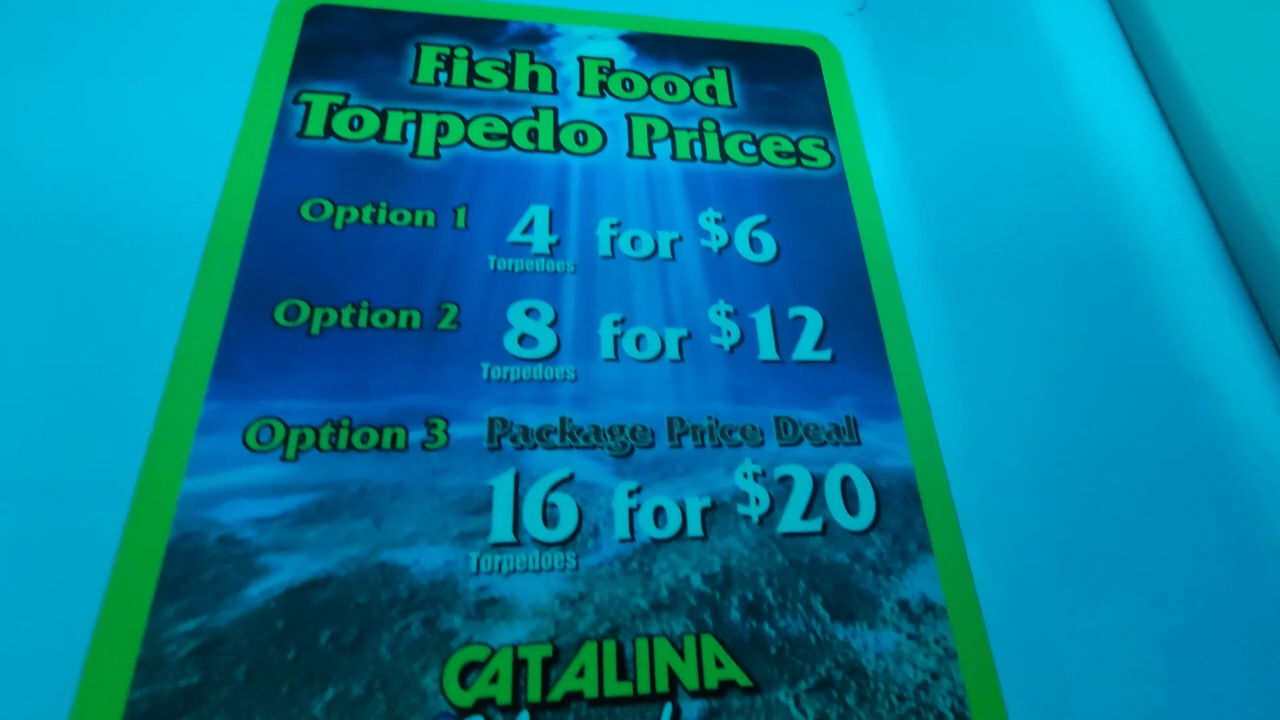 Fish Food
Torpedo Prices
Option 1 4 for $6
Torpedoes
Option 2 8 for $12
Torpedoes
Option 3 Package Price Deal
16 for $20
Torpedoes
CATALINA